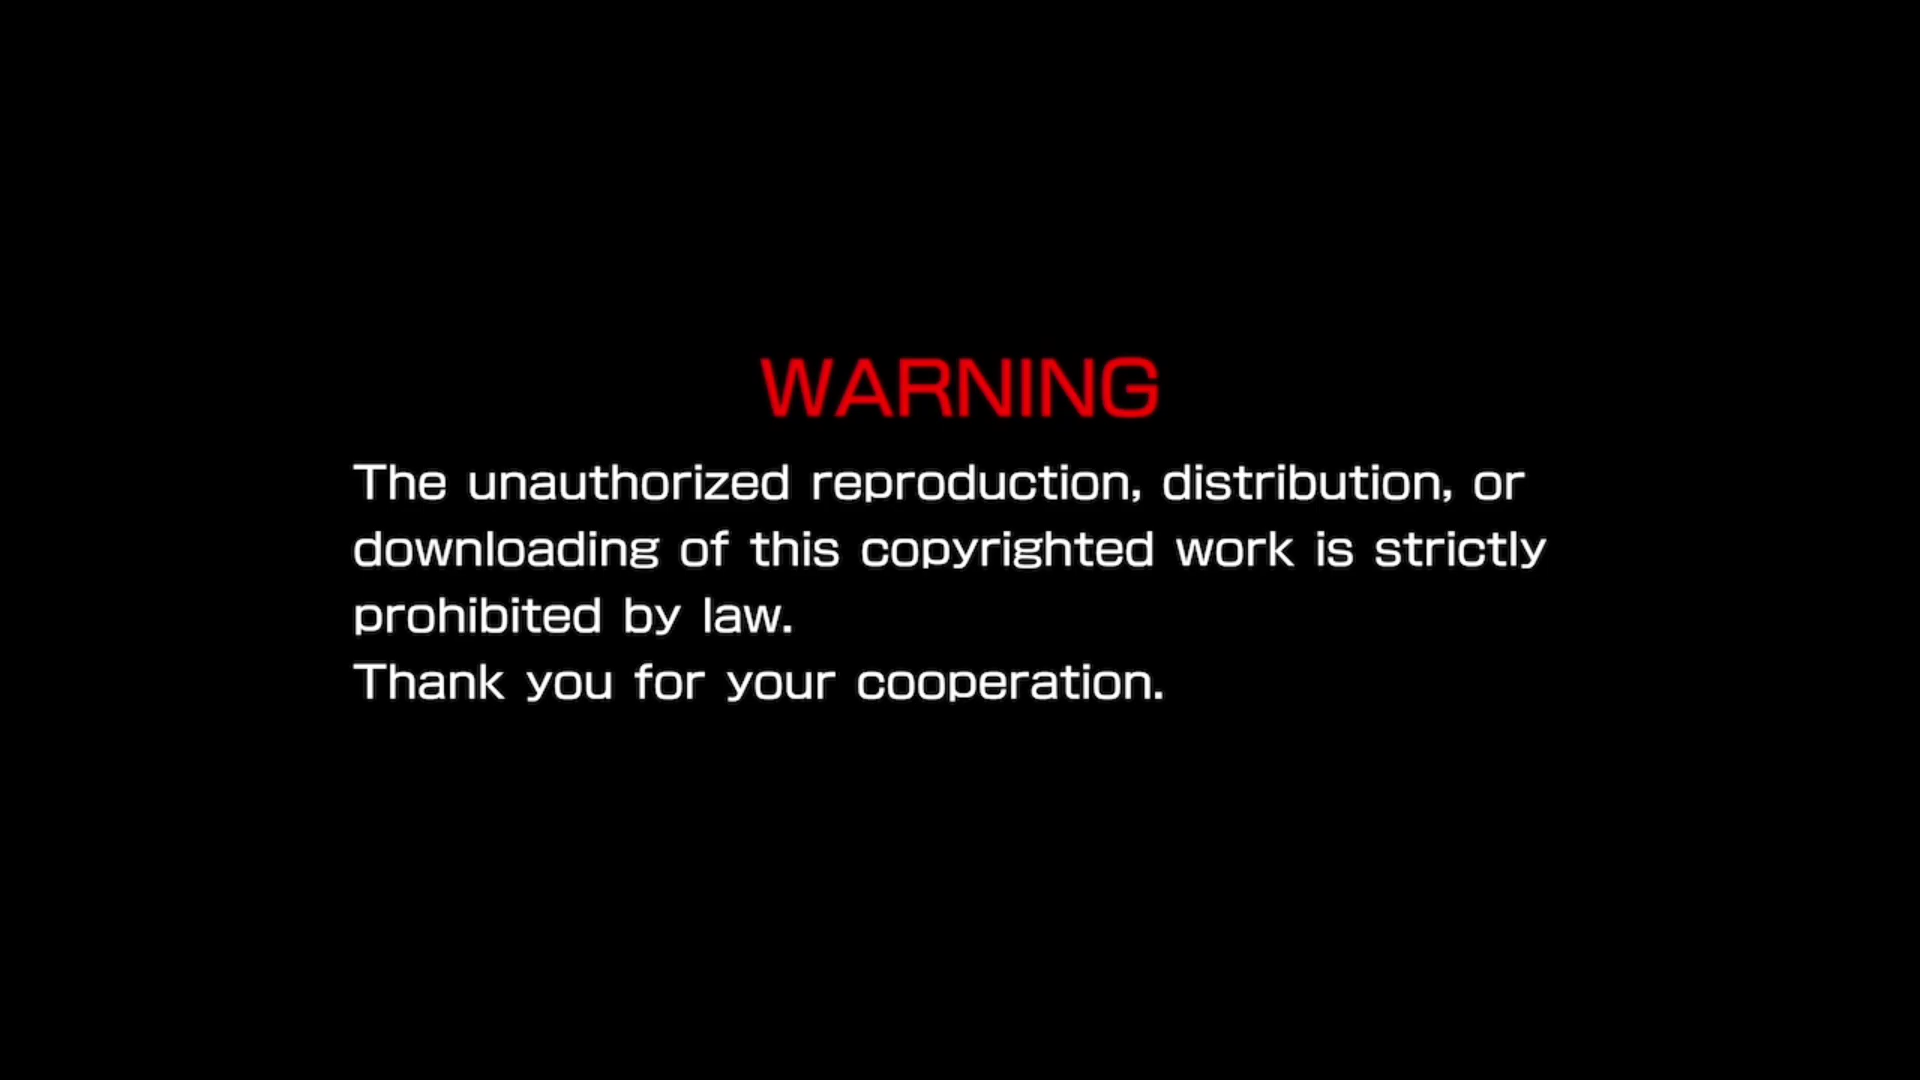 WARNING
The unauthorized reproduction, distribution, or
downloading of this copyrighted work is strictly
prohibited by law.
Thank you for your cooperation.